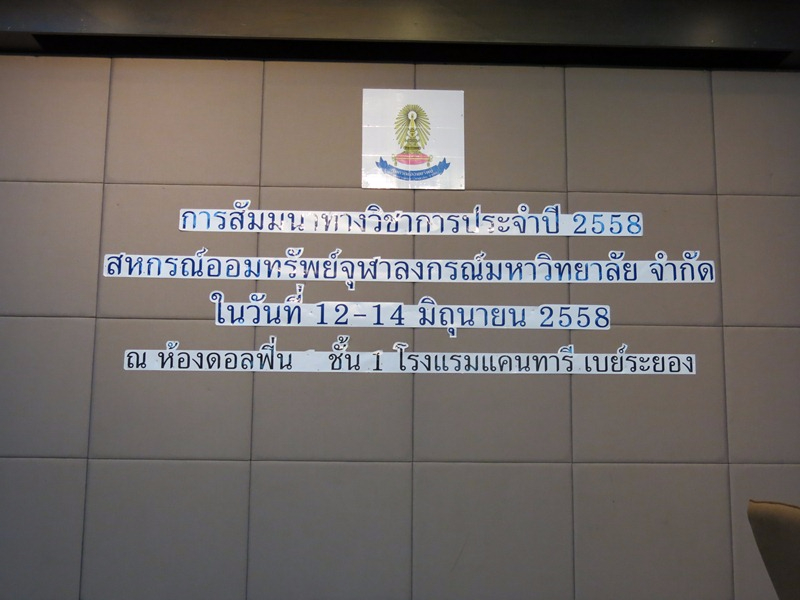 การสัมมนาทางวิชาการประจำปี 2558
สหกรณ์ออมทรัพย์จุฬาลงกรณ์มหาวิทยาลัย จำกัด
ในวันที่ 12-14 มิถุนายน 2558
ณ ห้องดอลฟิ่น ชั้น 1 โรงแรมแคนทารี เบย์ระยอง